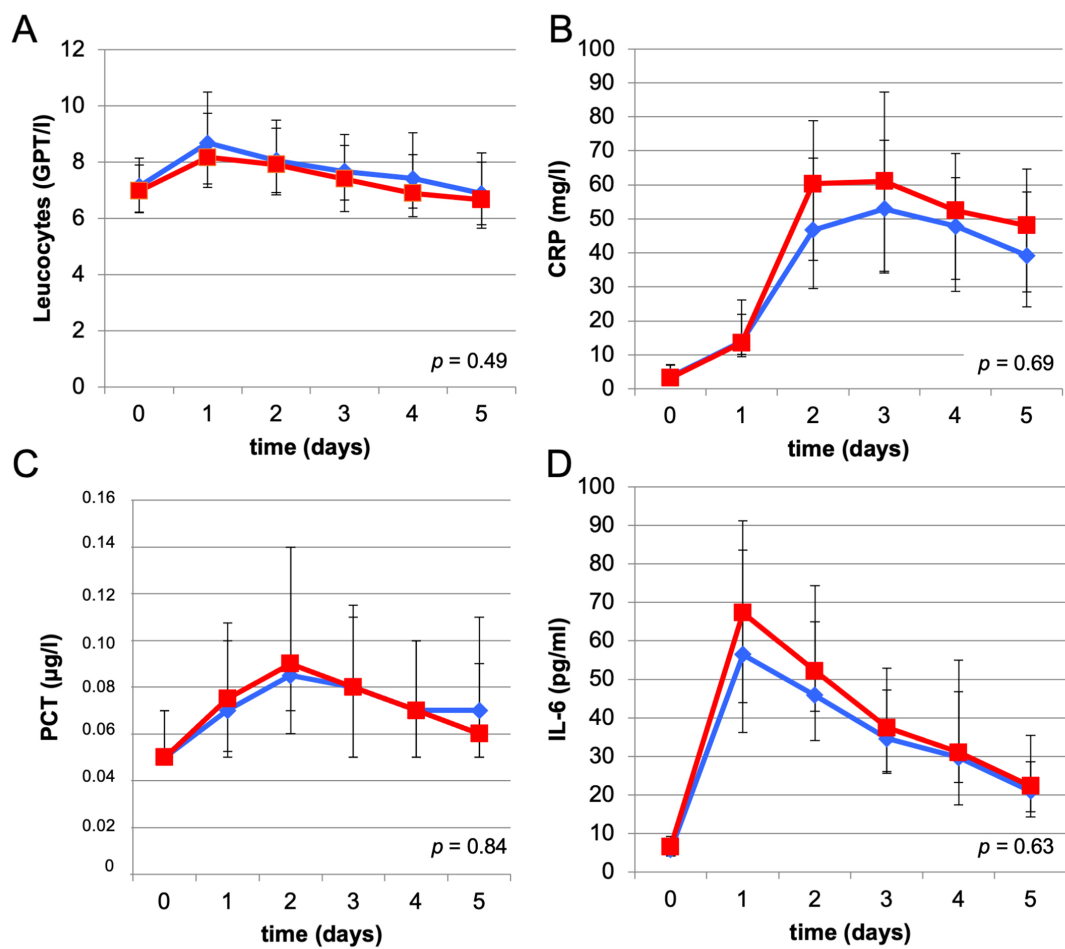 A
Leucocytes (GPT/l)
12
10
8
6
4
2
0
0 1 2 3 4 5
time (days)
p = 0.49
B
CRP (mg/l)
100
90
80
70
60
50
40
30
20
10
0
0 1 2 3 4 5
time (days)
p = 0.69
C
PCT (µg/l)
0.16
0.14
0.12
0.10
0.08
0.06
0.04
0.02
0
0 1 2 3 4 5
time (days)
p = 0.84
D
IL-6 (pg/ml)
100
90
80
70
60
50
40
30
20
10
0
0 1 2 3 4 5
time (days)
p = 0.63